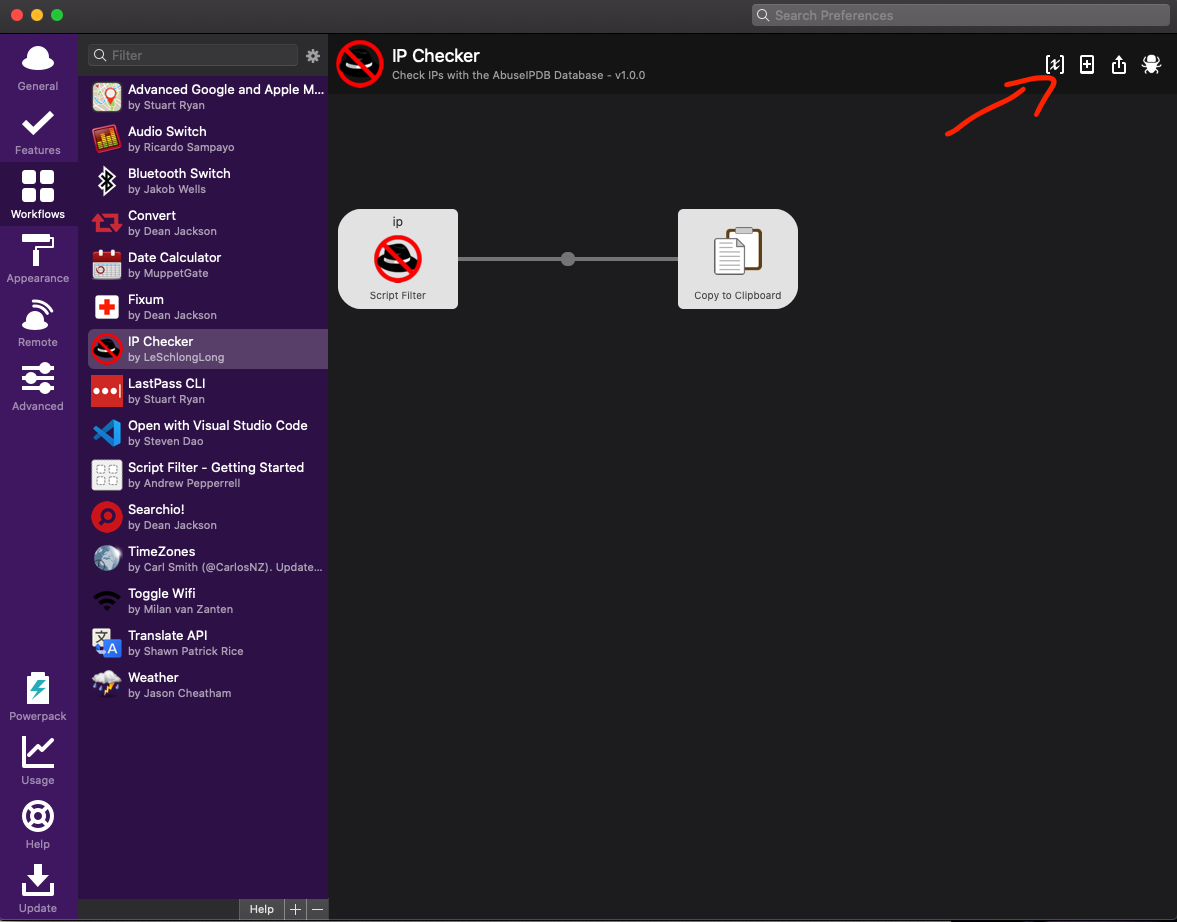 Search Preferences
General
Features
Workflows
Appearance
Remote
Advanced
Powerpack
Usage
Help
Update
Filter
Advanced Google and Apple M...
by Stuart Ryan
Audio Switch
by Ricardo Sampayo
Bluetooth Switch
by Jakob Wells
Convert
by Dean Jackson
Date Calculator
by MuppetGate
Fixum
by Dean Jackson
IP Checker
by LeSchlongLong
LastPass CLI
by Stuart Ryan
Open with Visual Studio Code
by Steven Dao
Script Filter - Getting Started
by Andrew Pepperrell
Searchio!
by Dean Jackson
TimeZones
by Carl Smith (@CarlosNZ). Update...
Toggle Wifi
by Milan van Zanten
Translate API
by Shawn Patrick Rice
Weather
by Jason Cheatham
Help
IP Checker
Check IPs with the AbuseIPDB Database - v1.0.0
ip
Script Filter
Copy to Clipboard